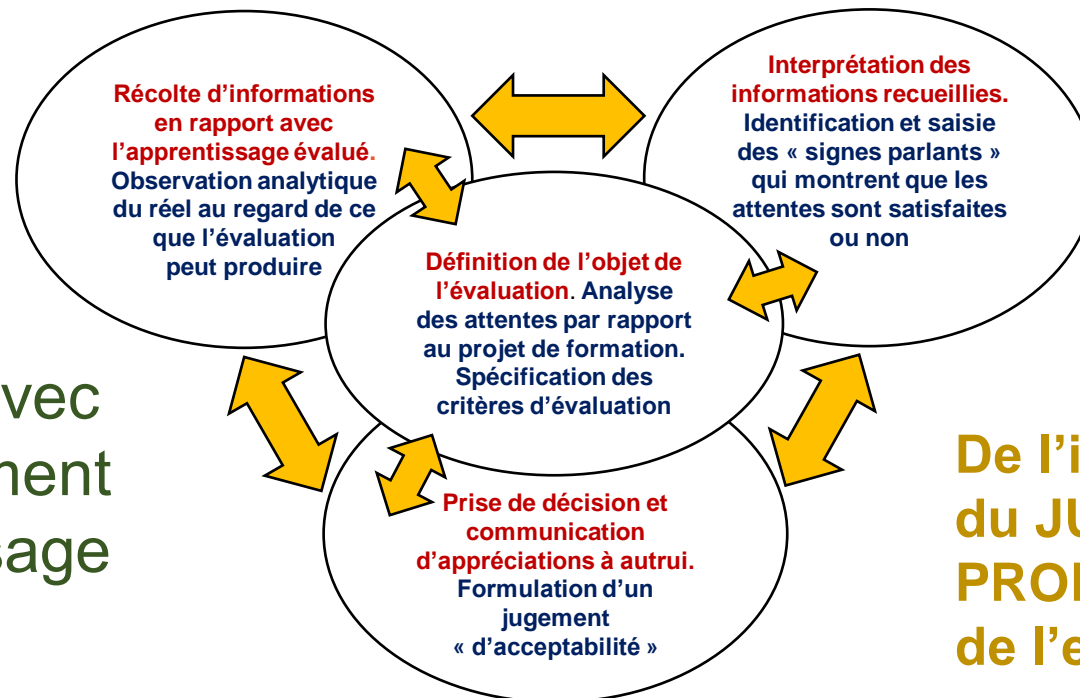 Récolte d’informations
en rapport avec
l’apprentissage évalué.
Observation analytique
du réel au regard de ce
que l’évaluation
peut produire
Interprétation des
informations recueillies.
Identification et saisie
des « signes parlants »
qui montrent que les
attentes sont satisfaites
ou non
Définition de l’objet de
l’évaluation. Analyse
des attentes par rapport
au projet de formation.
Spécification des
critères d’évaluation
Prise de décision et
communication
d’appréciations à autrui.
Formulation d’un
jugement
« d’acceptabilité »
De l’
du
de l’